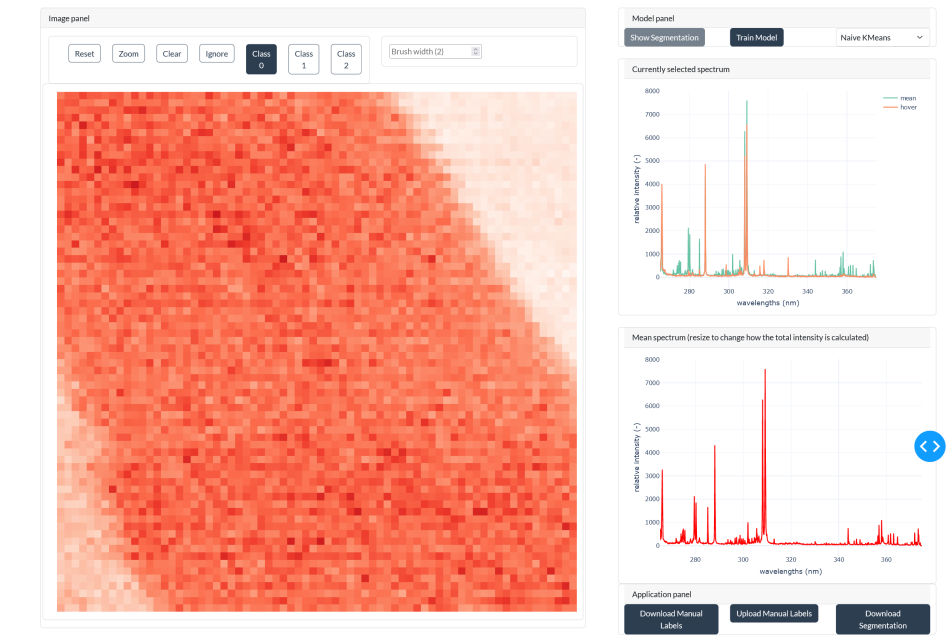 Image panel
Reset
Zoom
Clear
Ignore
Class
0
Class
1
Class
2
Brush width (2)
Model panel
Show Segmentation
Train Model
Naive KMeans
Currently selected spectrum
8000
7000
6000
5000
4000
3000
2000
1000
0
relative intensity (-)
280
300
320
340
360
wavelengths (nm)
mean
hover
Mean spectrum (resize to change how the total intensity is calculated)
8000
7000
6000
5000
4000
3000
2000
1000
0
relative intensity (-)
280
300
320
340
360
wavelengths (nm)
Application panel
Download Manual
Labels
Upload Manual Labels
Download
Segmentation